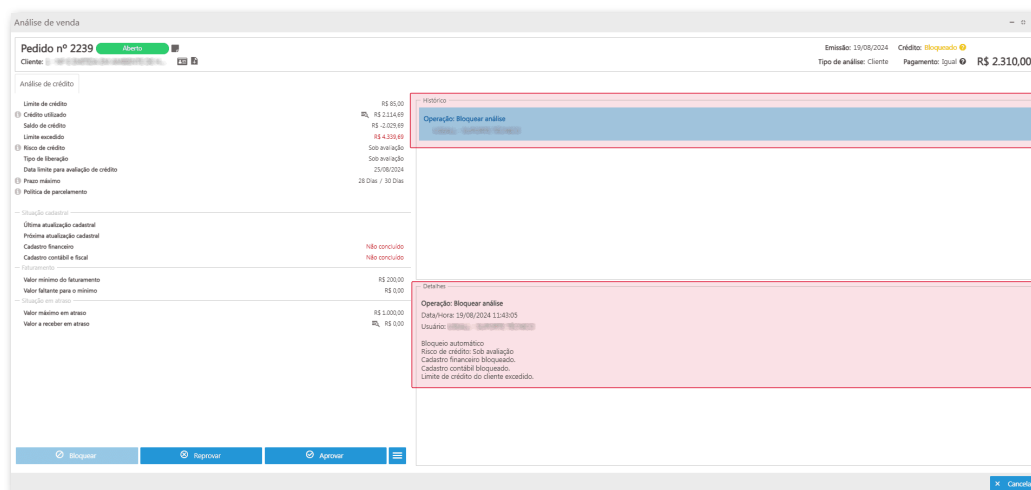 Análise de venda
Pedido nº 2239 Aberto
Emissão: 19/08/2024 Crédito: Bloqueado
Cliente:
Tipo de análise: Cliente Pagamento: Igual R$ 2.310,00
Análise de crédito
Limite de crédito R$ 85,00
Crédito utilizado R$ 2.114,69
Saldo de crédito R$ -2.029,69
Limite excedido R$ 4.339,69
Risco de crédito Sob avaliação
Tipo de liberação Sob avaliação
Data limite para avaliação de crédito 25/08/2024
Prazo máximo 28 Dias / 30 Dias
Política de parcelamento
Situação cadastral
Última atualização cadastral
Próxima atualização cadastral
Cadastro financeiro Não concluído
Cadastro contábil e fiscal Não concluído
Faturamento
Valor mínimo do faturamento R$ 200,00
Valor faltante para o mínimo R$ 0,00
Situação em atraso
Valor máximo em atraso R$ 1.000,00
Valor a receber em atraso R$ 0,00
Histórico
Operação: Bloquear análise
Detalhes
Operação: Bloquear análise
Data/Hora: 19/08/2024 11:43:05
Usuário:
Bloqueio automático
Risco de crédito: Sob avaliação
Cadastro financeiro bloqueado.
Cadastro contábil bloqueado.
Limite de crédito do cliente excedido.
Bloquear Reprovar Aprovar
Cancela